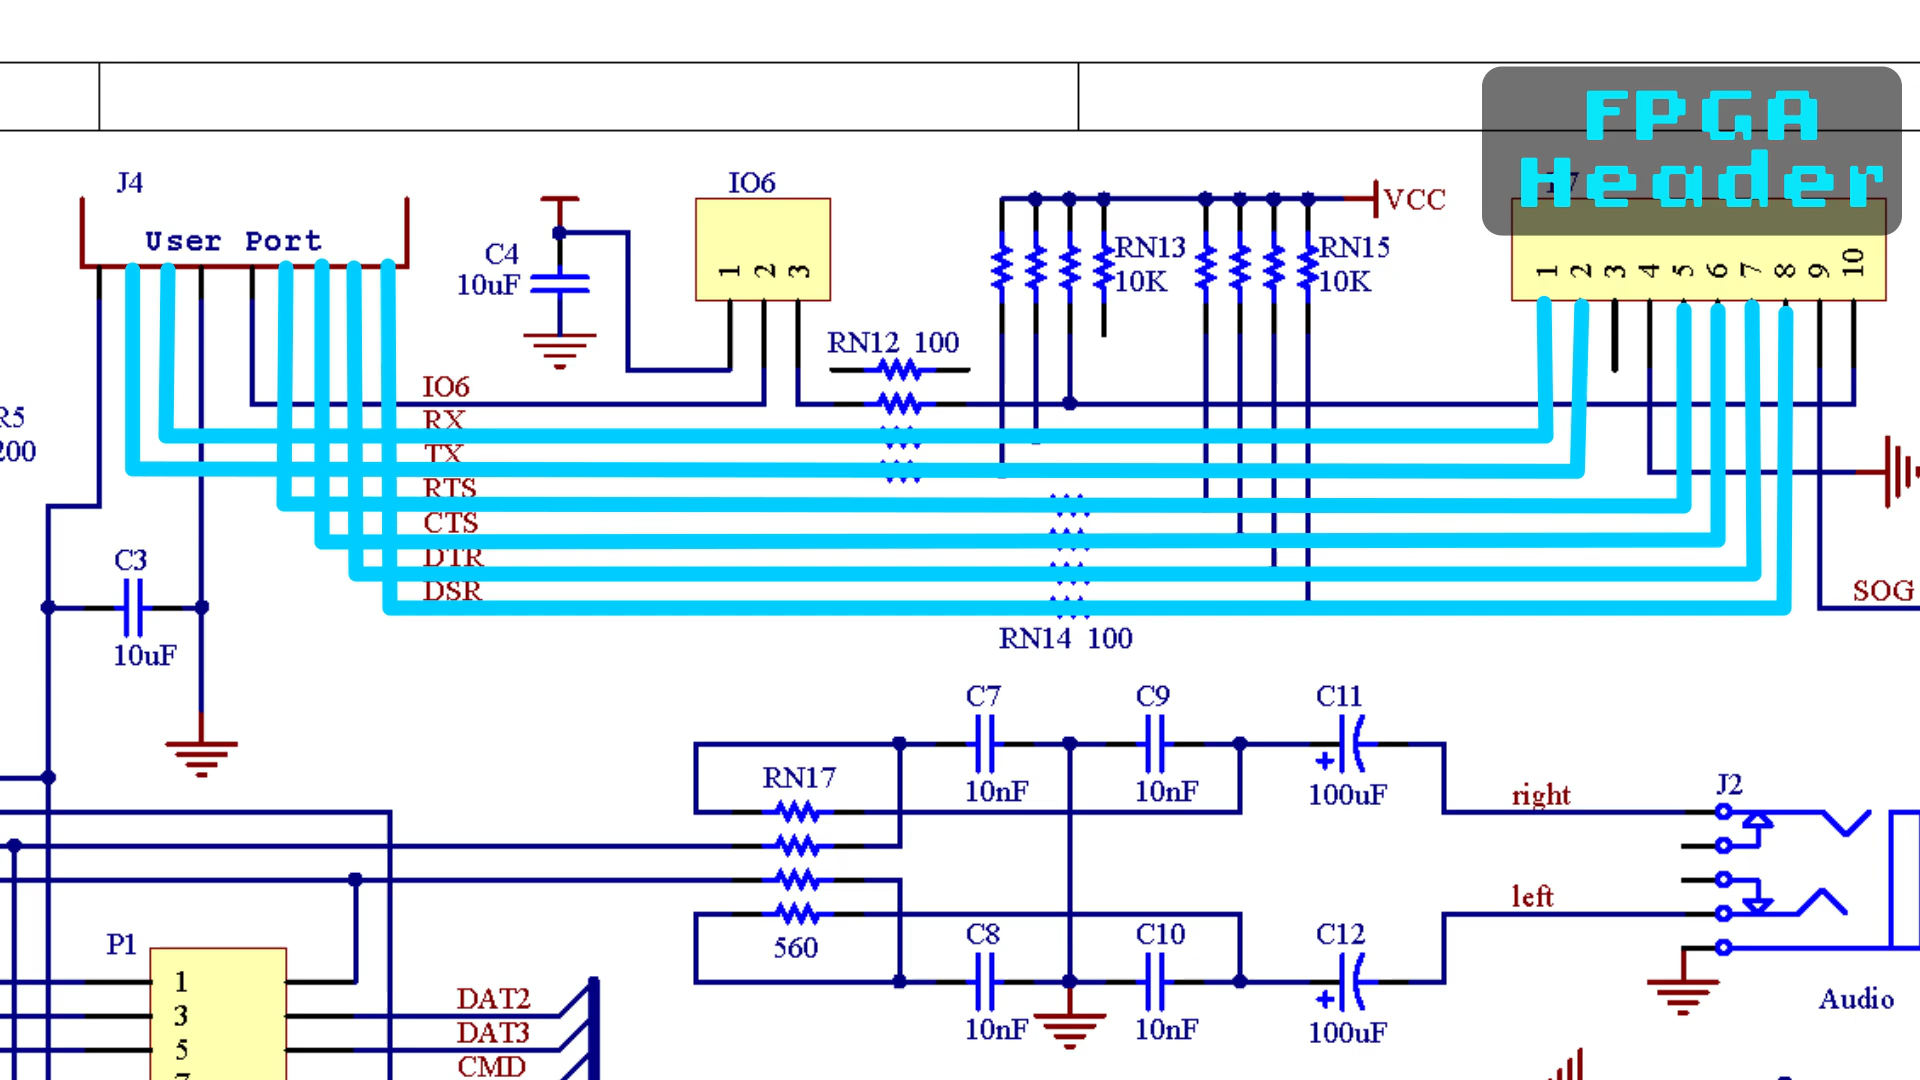 FPGA
Header
J4
User Port
C4
10uF
IO6
1 2 3
VCC
RN13
10K
RN15
10K
1 2 3 4 5 6 7 8 9 10
RN12 100
IO6
RX
TX
RTS
CTS
DTR
DSR
R5
200
C3
10uF
SOG
RN14 100
C7
10nF
C9
10nF
C11
+
100uF
RN17
560
right
J2
left
C8
10nF
C10
10nF
C12
+
100uF
Audio
P1
1
3
5
DAT2
DAT3
CMD